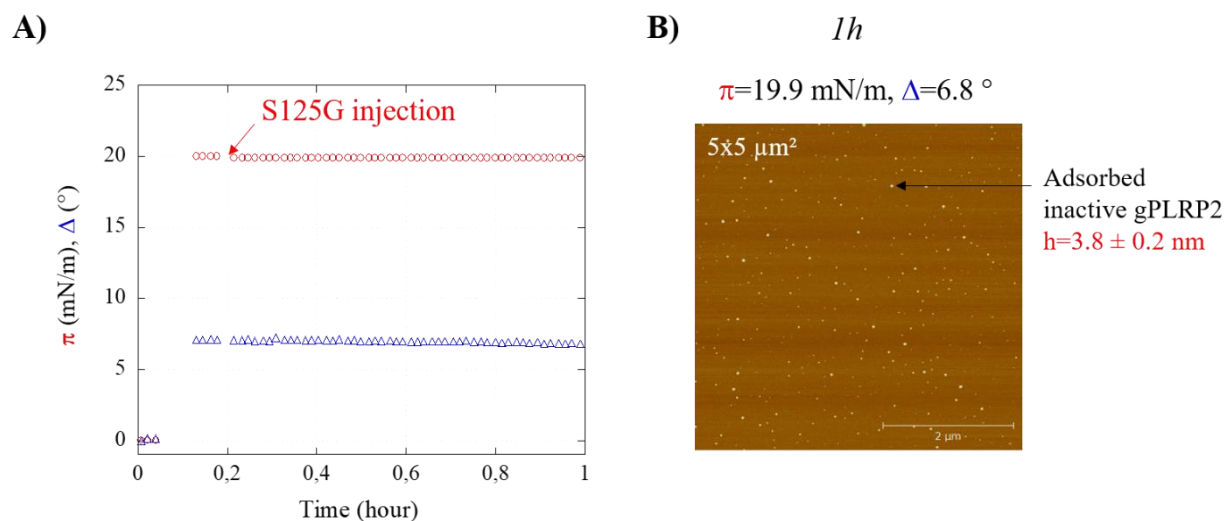 A)
25
20
15
10
5
0
π (mN/m), Δ (°)
S125G injection
0
0,2
0,4
0,6
0,8
1
Time (hour)
B)
1h
π=19.9 mN/m, Δ=6.8 °
5x5 µm²
2 µm
Adsorbed
inactive gPLRP2
h=3.8 ± 0.2 nm